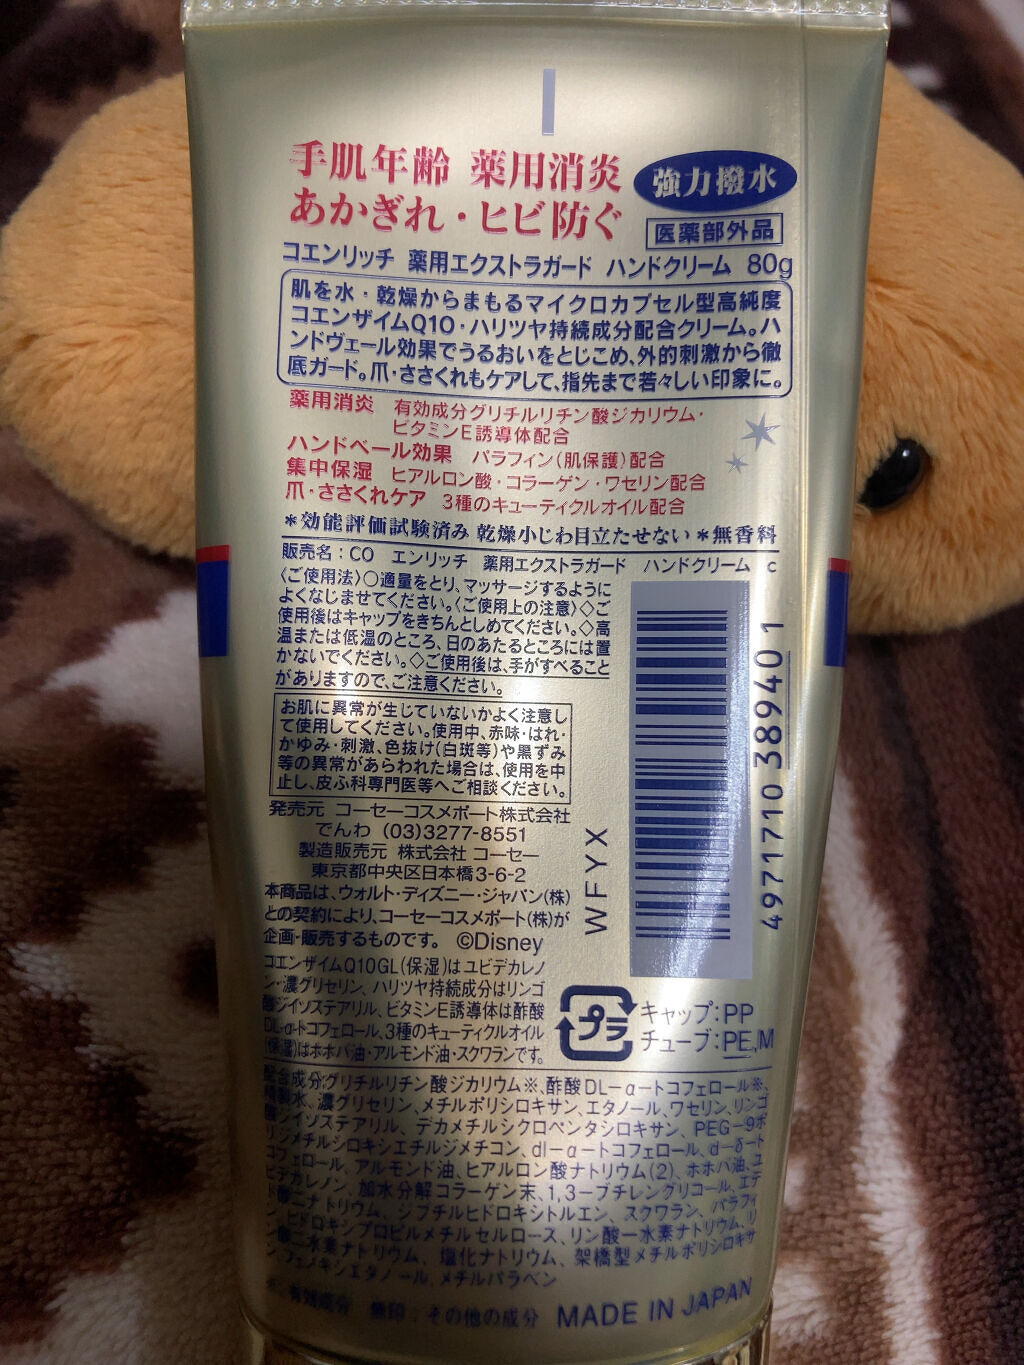 手肌年齢 薬用消炎
あかぎれ・ヒビ防ぐ
強力撥水
医薬部外品
コエンリッチ 薬用エクストラガード ハンドクリーム 80g
肌を水・乾燥からまもるマイクロカプセル型高純度
コエンザイムQ10・ハリツヤ持続成分配合クリーム。ハ
ンドヴェール効果でうるおいをとじこめ、外的刺激から徹
底ガード。爪・ささくれもケアして、指先まで若々しい印象に。
薬用消炎 有効成分グリチルリチン酸ジカリウム・
ビタミンE誘導体配合
ハンドベール効果 パラフィン(肌保護)配合
集中保湿 ヒアルロン酸・コラーゲン・ワセリン配合
爪・ささくれケア 3種のキューティクルオイル配合
*効能評価試験済み 乾燥小じわ目立たせない *無香料
販売名：CO エンリッチ 薬用エクストラガード ハンドクリーム c
〈ご使用法〉○適量をとり、マッサージするように
よくなじませてください。〈ご使用上の注意〉◇ご
使用後はキャップをきちんとしめてください。◇高
温または低温のところ、日のあたるところには置
かないでください。◇ご使用後は、手がすべること
がありますので、ご注意ください。
お肌に異常が生じていないかよく注意し
て使用してください。使用中、赤味・はれ・
かゆみ・刺激、色抜け(白斑等)や黒ずみ
等の異常があらわれた場合は、使用を中
止し、皮ふ科専門医等へご相談ください。
発売元 コーセーコスメポート株式会社
でんわ (03)3277-8551
製造販売元 株式会社 コーセー
東京都中央区日本橋3-6-2
本商品は、ウォルト・ディズニー・ジャパン(株)
との契約により、コーセーコスメポート(株)が
企画・販売するものです。 ©Disney
WFYX
4971710 389401
コエンザイムQ10GL(保湿)はユビデカレノ
ン・濃グリセリン、ハリツヤ持続成分はリンゴ
酸ジイソステアリル、ビタミンE誘導体は酢酸
DL-α-トコフェロール、3種のキューティクルオイル
(保湿)はホホバ油・アルモンド油・スクワランです。
プラ
キャップ：PP
チューブ：PE,M
配合成分：グリチルリチン酸ジカリウム※、酢酸DL-α-トコフェロール※、
精製水、濃グリセリン、メチルポリシロキサン、エタノール、ワセリン、リンゴ
酸ジイソステアリル、デカメチルシクロペンタシロキサン、PEG-9ポ
リジメチルシロキシエチルジメチコン、dl-α-トコフェロール、d-δ-ト
コフェロール、アルモンド油、ヒアルロン酸ナトリウム(2)、ホホバ油、ユ
ビデカレノン、加水分解コラーゲン末、1,3-ブチレングリコール、エデ
ト酸二ナトリウム、ジブチルヒドロキシトルエン、スクワラン、パラフィ
ン、ヒドロキシプロピルメチルセルロース、リン酸一水素ナトリウム、リ
ン酸二水素ナトリウム、塩化ナトリウム、架橋型メチルポリシロキサ
ン、フェノキシエタノール、メチルパラベン
有効成分 無印：その他の成分 MADE IN JAPAN